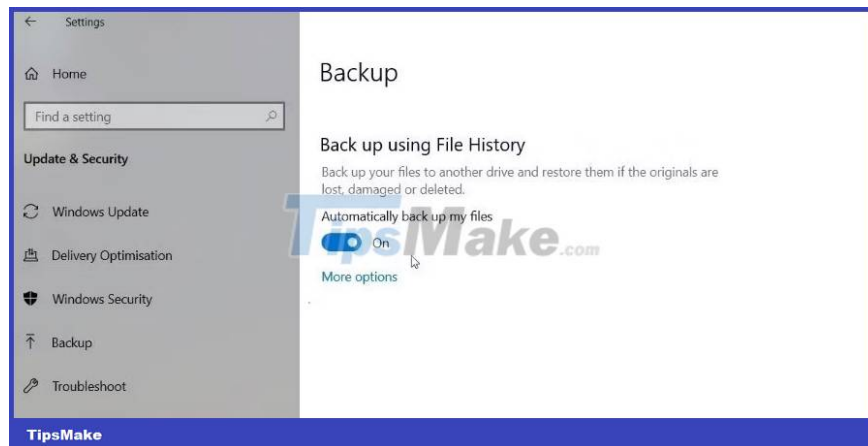 Settings
Home
Find a setting
Update & Security
Windows Update
Delivery Optimisation
Windows Security
Backup
Troubleshoot
Backup
Back up using File History
Back up your files to another drive and restore them if the originals are
lost, damaged or deleted.
Automatically back up my files
On
More options
TipsMake.com
TipsMake